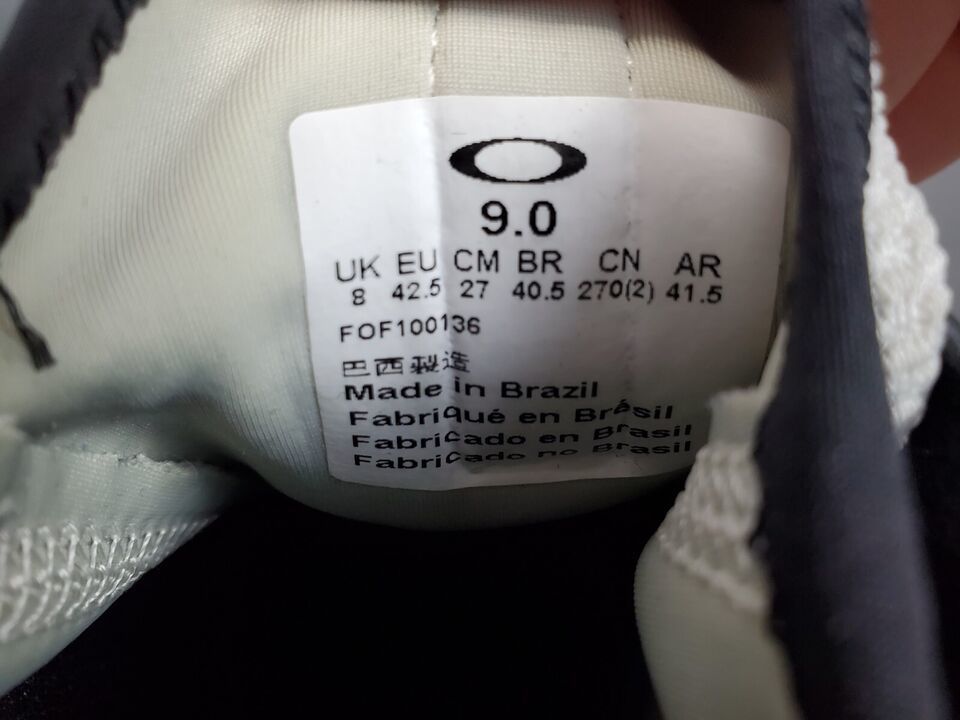 9.0
UK EU CM BR CN AR
8 42.5 27 40.5 270(2) 41.5
FOF100136
巴西製造
Made in Brazil
Fabriqué en Brésil
Fabricado en Brasil
Fabricado no Brasil